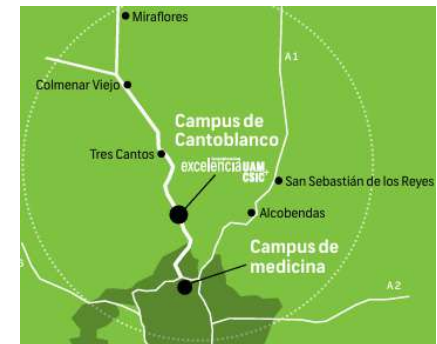 Miraflores
A1
Colmenar Viejo
Campus de
Cantoblanco
Tres Cantos
excelencia UAM
CSIC+
San Sebastián de los Reyes
Alcobendas
Campus de
medicina
A2